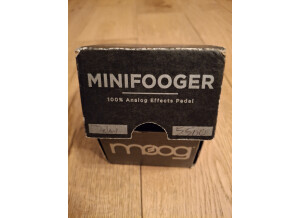 MINIFOOGER
100% Analog Effects Pedal
moog